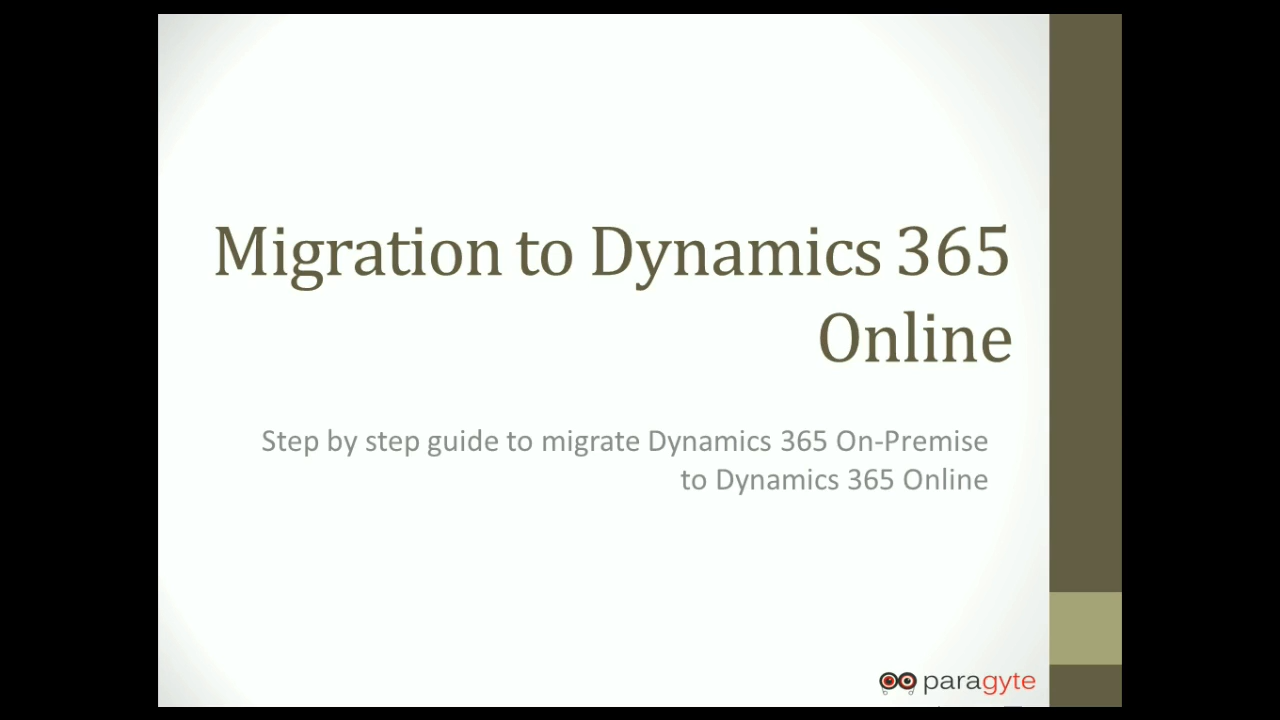 Migration to Dynamics 365
Online
Step by step guide to migrate Dynamics 365 On-Premise
to Dynamics 365 Online
paragyte